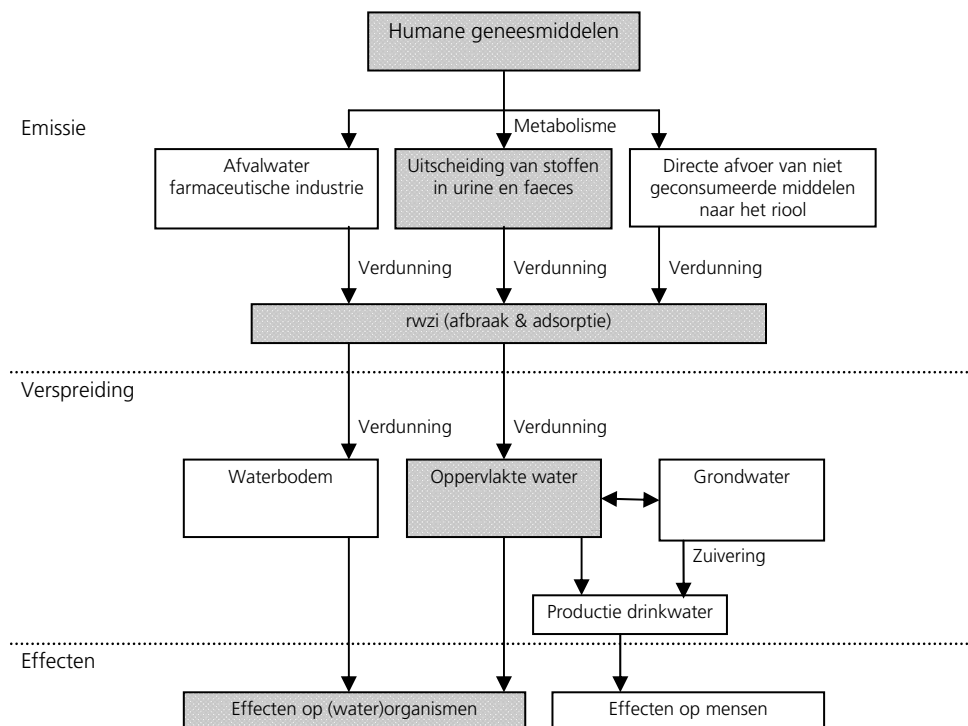 Humane geneesmiddelen
Emissie
Metabolisme
Afvalwater
farmaceutische industrie
Uitscheiding van stoffen
in urine en faeces
Directe afvoer van niet
geconsumeerde middelen
naar het riool
Verdunning
Verdunning
Verdunning
rwzi (afbraak & adsorptie)
Verspreiding
Verdunning
Verdunning
Waterbodem
Oppervlakte water
Grondwater
Zuivering
Productie drinkwater
Effecten
Effecten op (water)organismen
Effecten op mensen